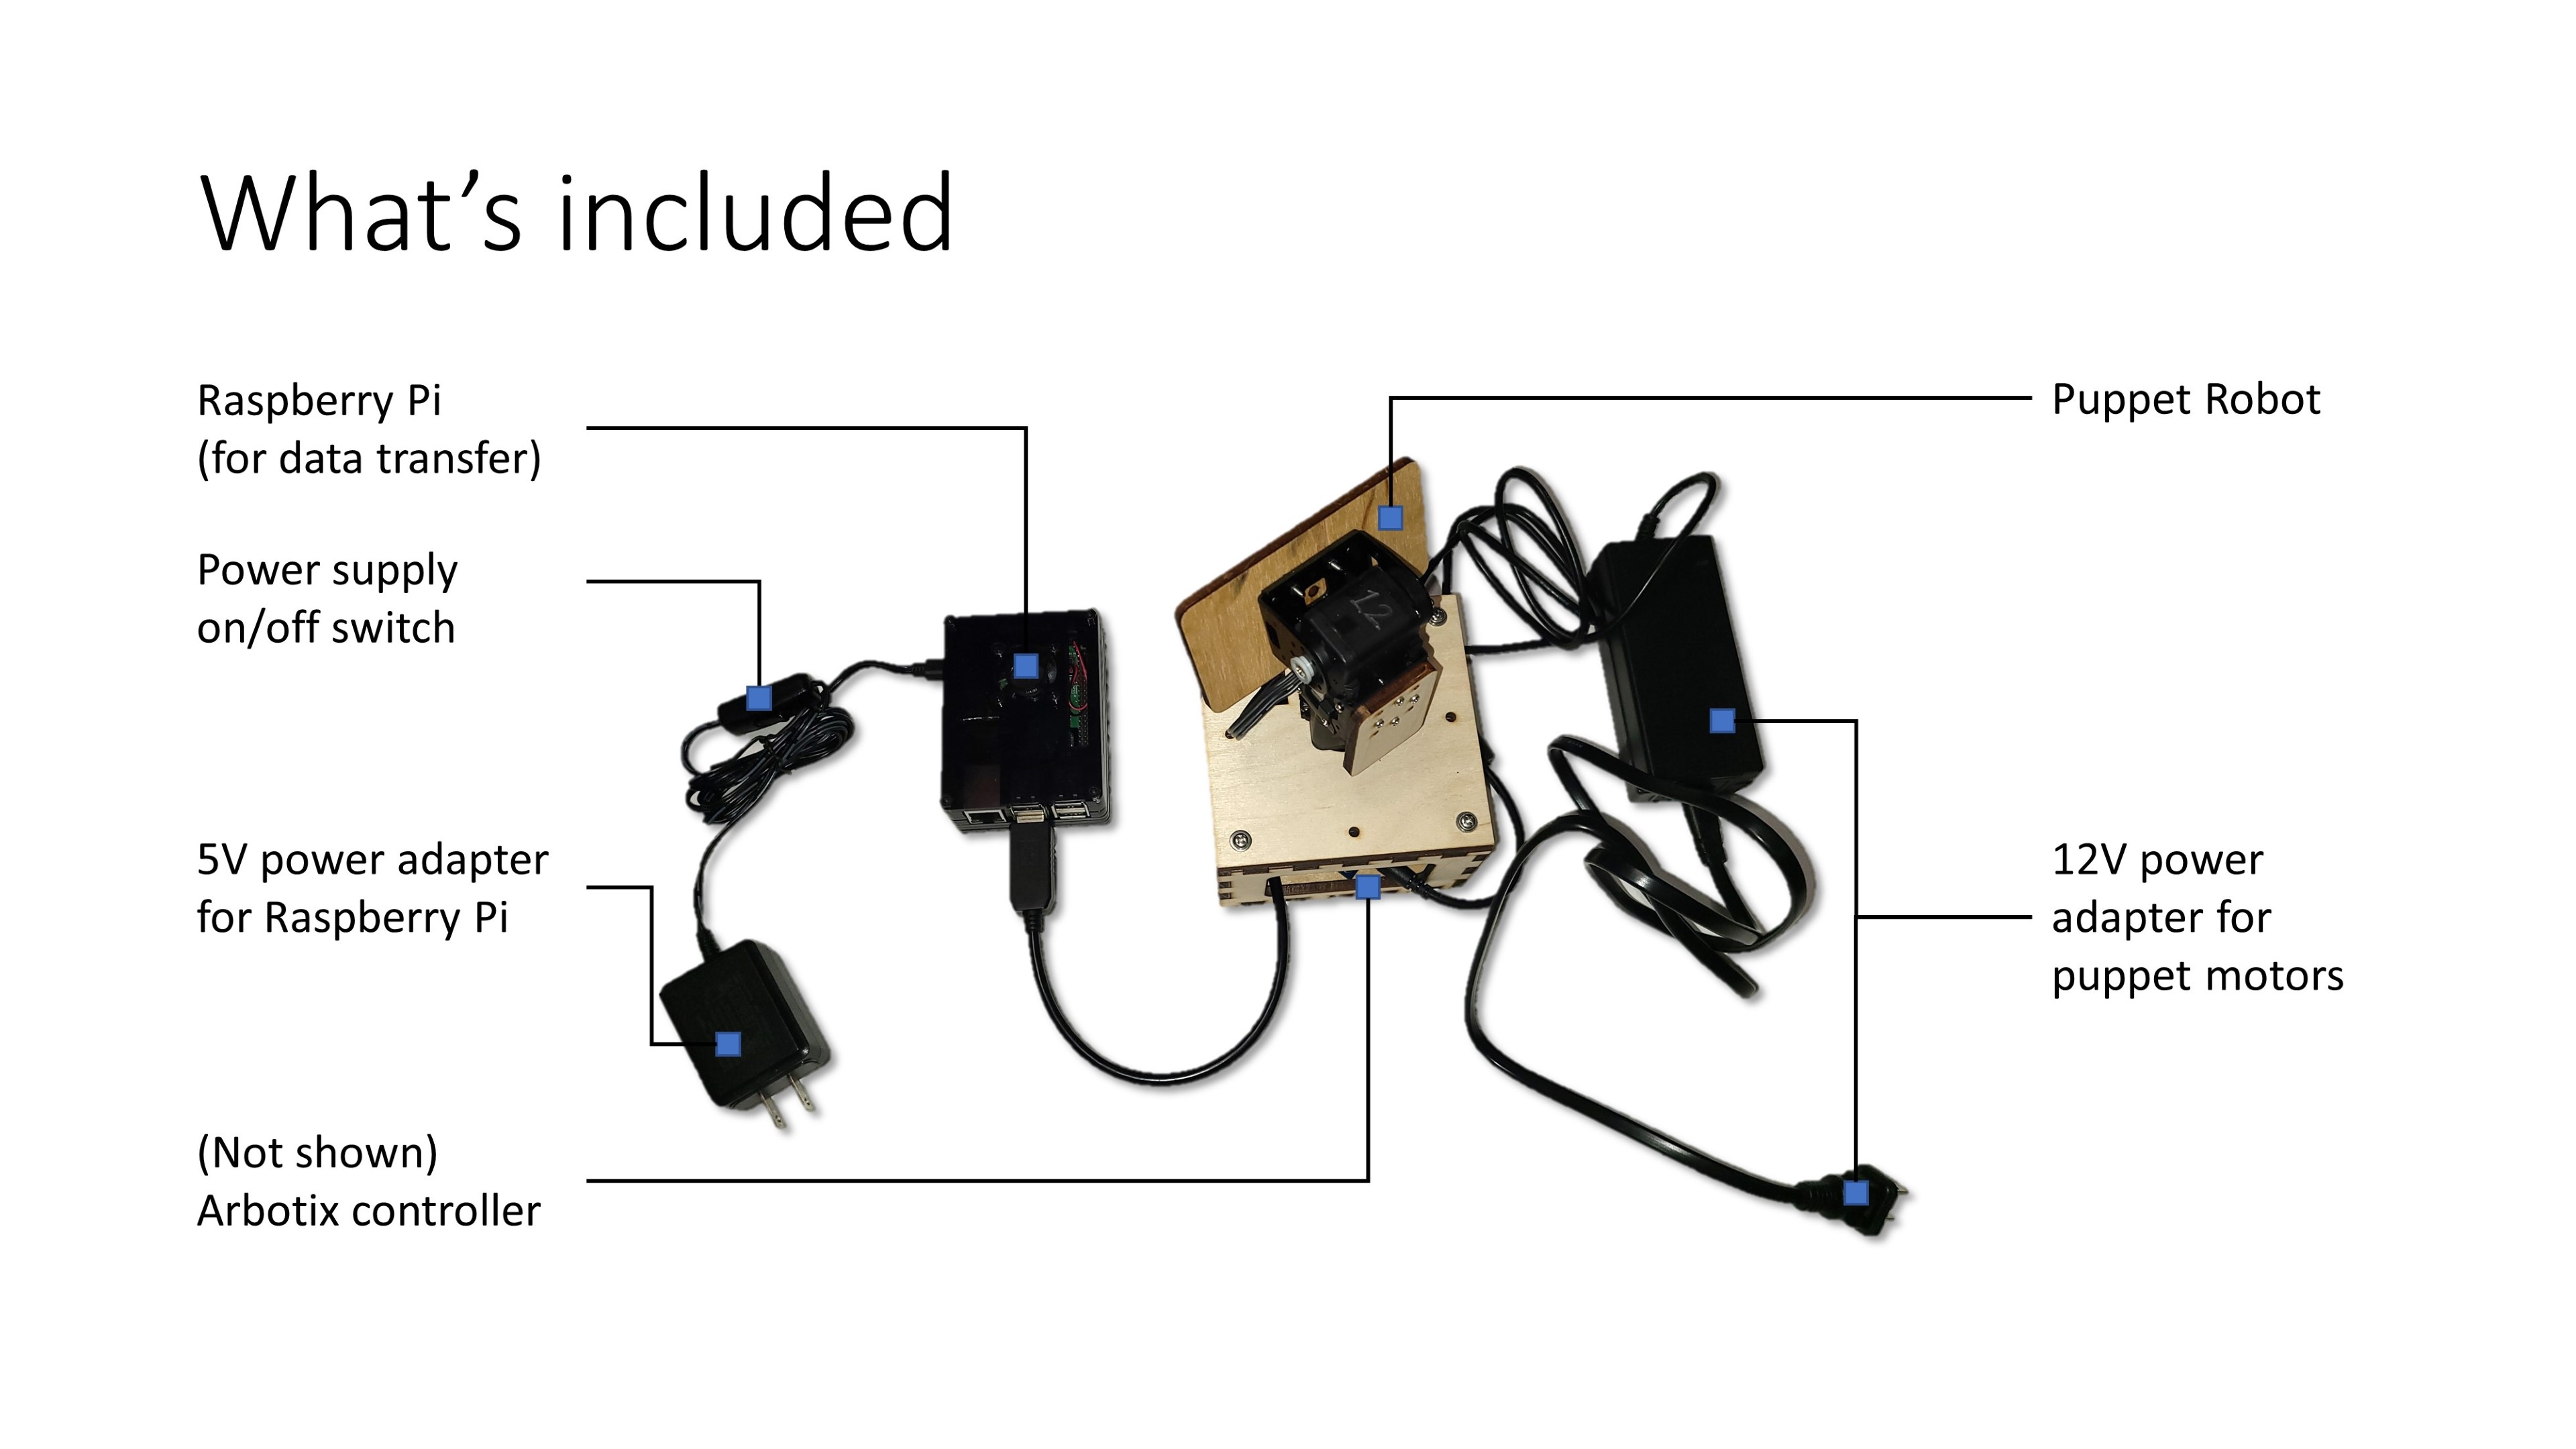 What’s included
Raspberry Pi
(for data transfer)
Power supply
on/off switch
5V power adapter
for Raspberry Pi
(Not shown)
Arbotix controller
Puppet Robot
12V power
adapter for
puppet motors
12